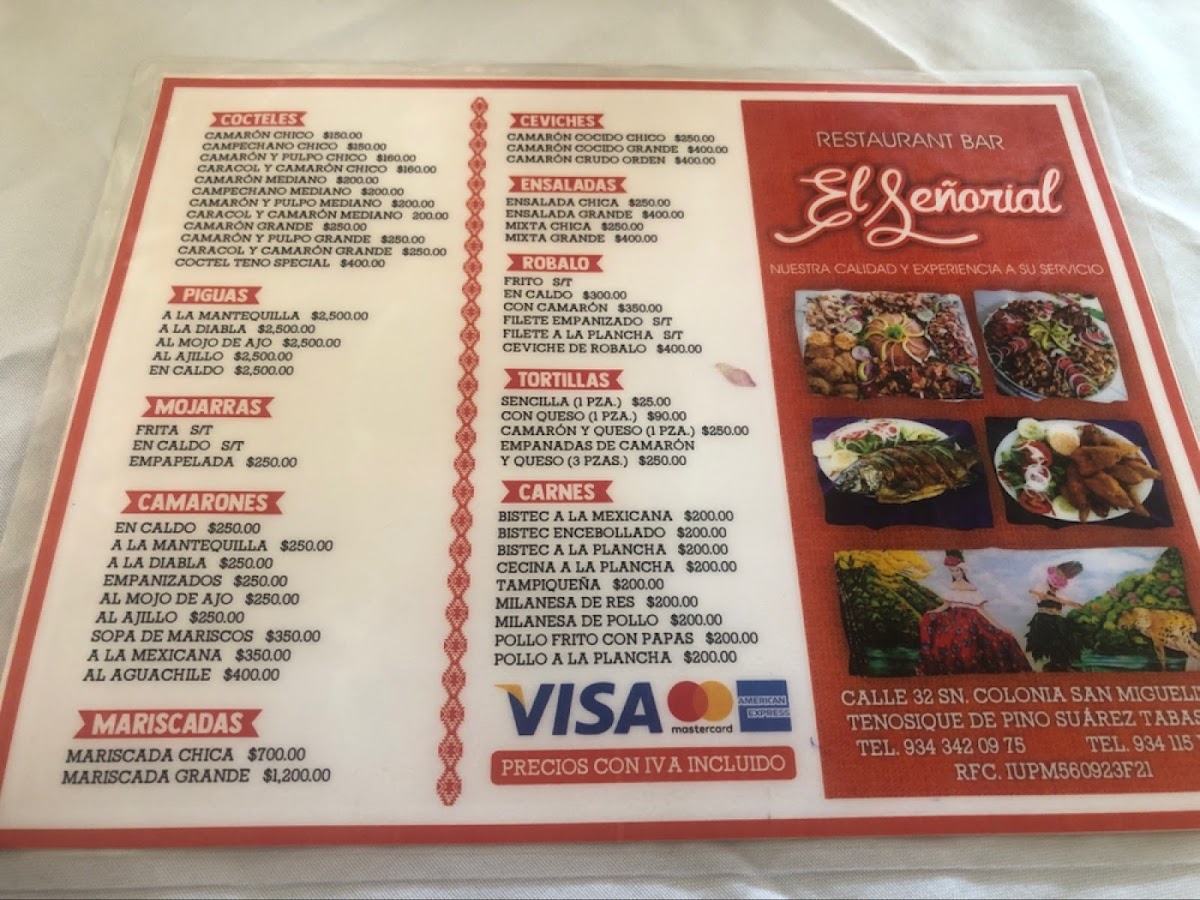 COCTELES
CAMARÓN CHICO $150.00
CAMPECHANO CHICO $150.00
CAMARÓN Y PULPO CHICO $160.00
CARACOL Y CAMARÓN CHICO $160.00
CAMARÓN MEDIANO $200.00
CAMPECHANO MEDIANO $200.00
CAMARÓN Y PULPO MEDIANO $200.00
CARACOL Y CAMARÓN MEDIANO 200.00
CAMARÓN GRANDE $250.00
CAMARÓN Y PULPO GRANDE $250.00
CARACOL Y CAMARÓN GRANDE $250.00
COCTEL TENO SPECIAL $400.00
PIGUAS
A LA MANTEQUILLA $2,500.00
A LA DIABLA $2,500.00
AL MOJO DE AJO $2,500.00
AL AJILLO $2,500.00
EN CALDO $2,500.00
MOJARRAS
FRITA S/T
EN CALDO S/T
EMPAPELADA $250.00
CAMARONES
EN CALDO $250.00
A LA MANTEQUILLA $250.00
A LA DIABLA $250.00
EMPANIZADOS $250.00
AL MOJO DE AJO $250.00
AL AJILLO $250.00
SOPA DE MARISCOS $350.00
A LA MEXICANA $350.00
AL AGUACHILE $400.00
MARISCADAS
MARISCADA CHICA $700.00
MARISCADA GRANDE $1,200.00
CEVICHES
CAMARÓN COCIDO CHICO $250.00
CAMARÓN COCIDO GRANDE $400.00
CAMARÓN CRUDO ORDEN $400.00
ENSALADAS
ENSALADA CHICA $250.00
ENSALADA GRANDE $400.00
MIXTA CHICA $250.00
MIXTA GRANDE $400.00
ROBALO
FRITO S/T
EN CALDO $300.00
CON CAMARÓN $350.00
FILETE EMPANIZADO S/T
FILETE A LA PLANCHA S/T
CEVICHE DE ROBALO $400.00
TORTILLAS
SENCILLA (1 PZA.) $25.00
CON QUESO (1 PZA.) $90.00
CAMARÓN Y QUESO (1 PZA.) $250.00
EMPANADAS DE CAMARÓN
Y QUESO (3 PZAS.) $250.00
CARNES
BISTEC A LA MEXICANA $200.00
BISTEC ENCEBOLLADO $200.00
BISTEC A LA PLANCHA $200.00
CECINA A LA PLANCHA $200.00
TAMPIQUEÑA $200.00
MILANESA DE RES $200.00
MILANESA DE POLLO $200.00
POLLO FRITO CON PAPAS $200.00
POLLO A LA PLANCHA $200.00
VISA
mastercard
AMERICAN
EXPRESS
PRECIOS CON IVA INCLUIDO
RESTAURANT BAR
El Señorial
NUESTRA CALIDAD Y EXPERIENCIA A SU SERVICIO
CALLE 32 SN. COLONIA SAN MIGUEL
TENOSIQUE DE PINO SUÁREZ TABA
TEL. 934 342 09 75 TEL. 934 115
RFC. IUPM560923F21